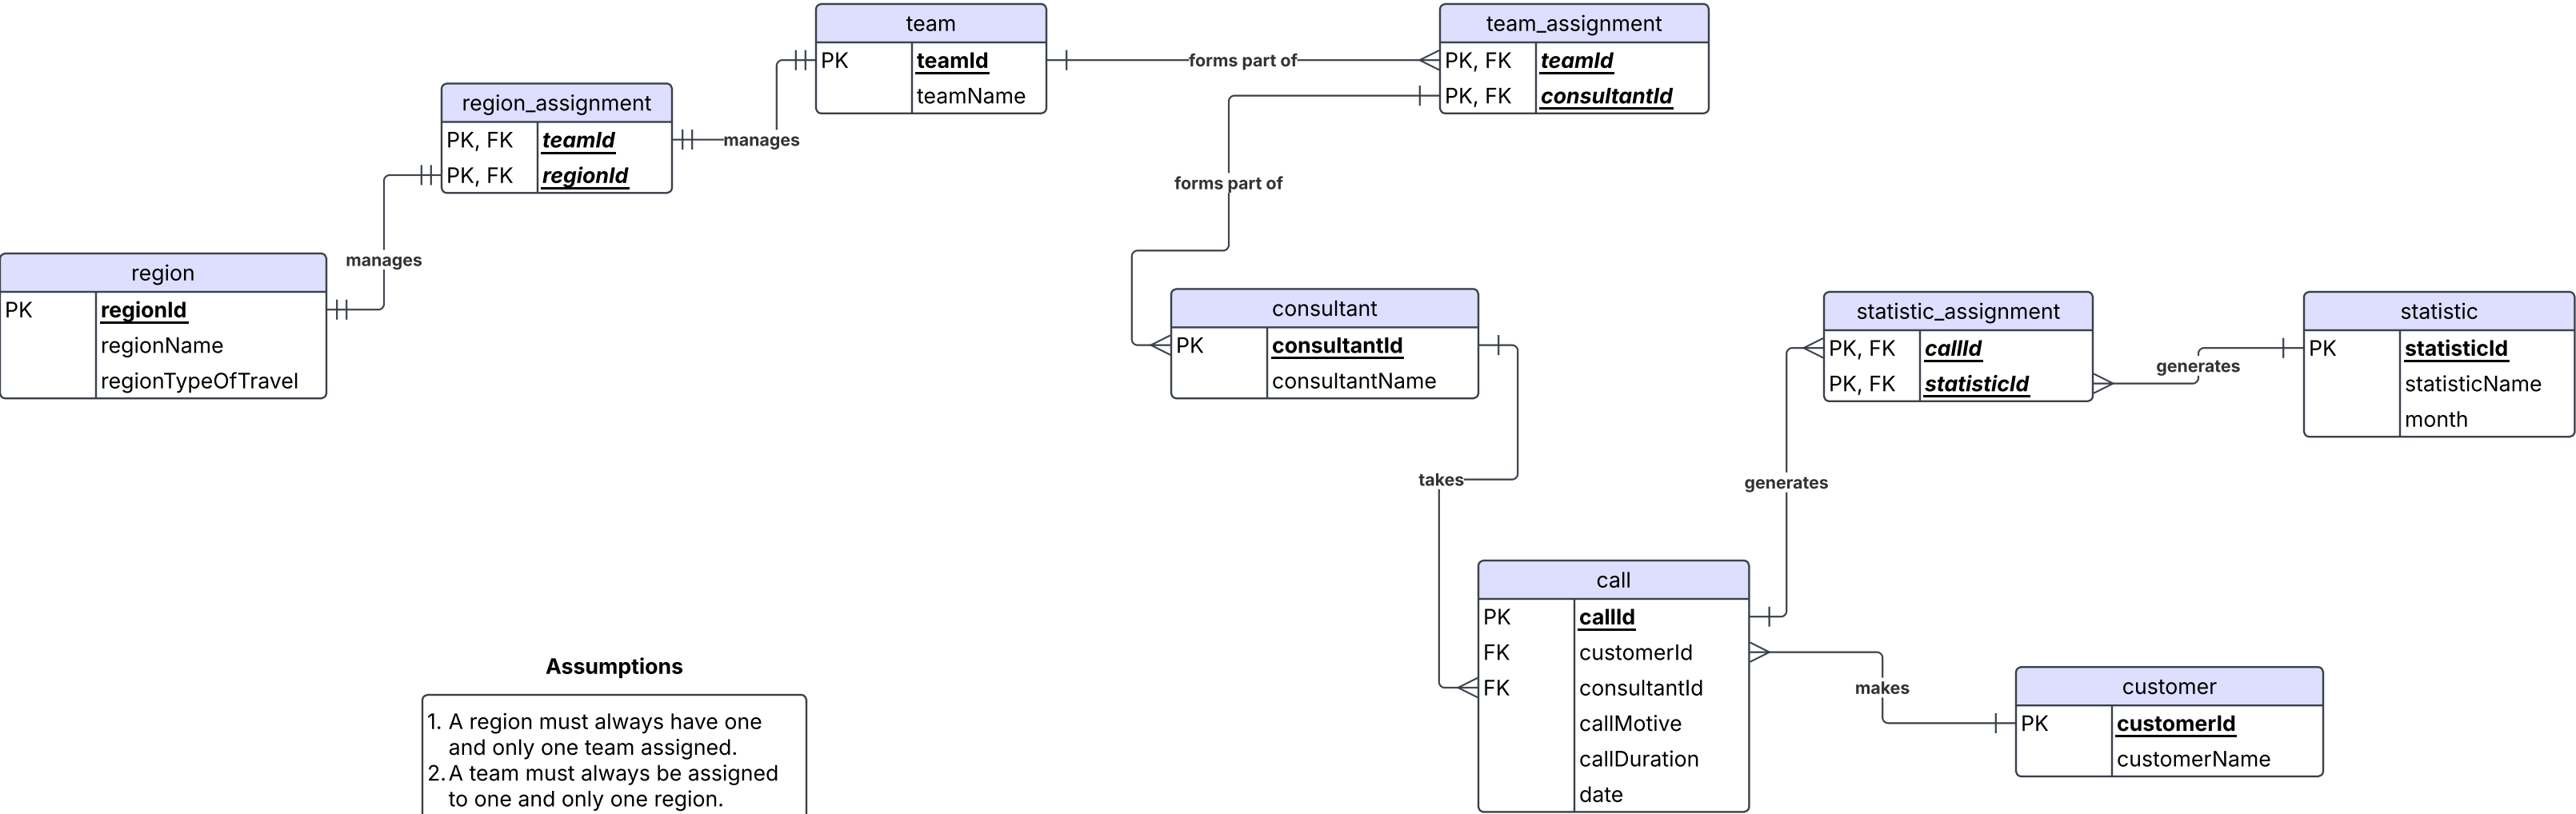 team
PK teamId
teamName
team_assignment
PK, FK teamId
PK, FK consultantId
forms part of
region_assignment
PK, FK teamId
PK, FK regionId
manages
forms part of
manages
region
PK regionId
regionName
regionTypeOfTravel
consultant
PK consultantId
consultantName
statistic_assignment
PK, FK callId
PK, FK statisticId
generates
statistic
PK statisticId
statisticName
month
takes
generates
call
PK callId
FK customerId
FK consultantId
callMotive
callDuration
date
makes
customer
PK customerId
customerName
Assumptions
1. A region must always have one
and only one team assigned.
2. A team must always be assigned
to one and only one region.